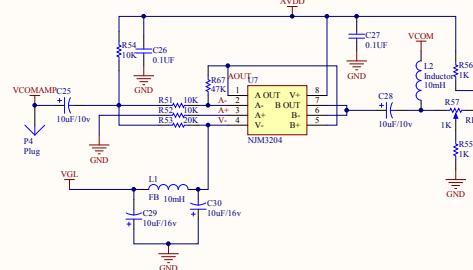 AVDD
R54
10K
C26
0.1UF
GND
C27
0.1UF
GND
VCOM
L2
Inductor
10mH
R56
1K
R67
47K
AOUT
U7
VCOMAMP
C25
10uF/10v
P4
Plug
R51 10K
R52 10K
R53 20K
A-
A+
V-
1
2
3
4
A OUT V+
A- B OUT
A+ B-
V- B+
8
7
6
5
NJM3204
C28
10uF/10v
R57
1K
R55
1K
GND
GND
VGL
L1
FB 10mH
C29
10uF/16v
C30
10uF/16v
GND